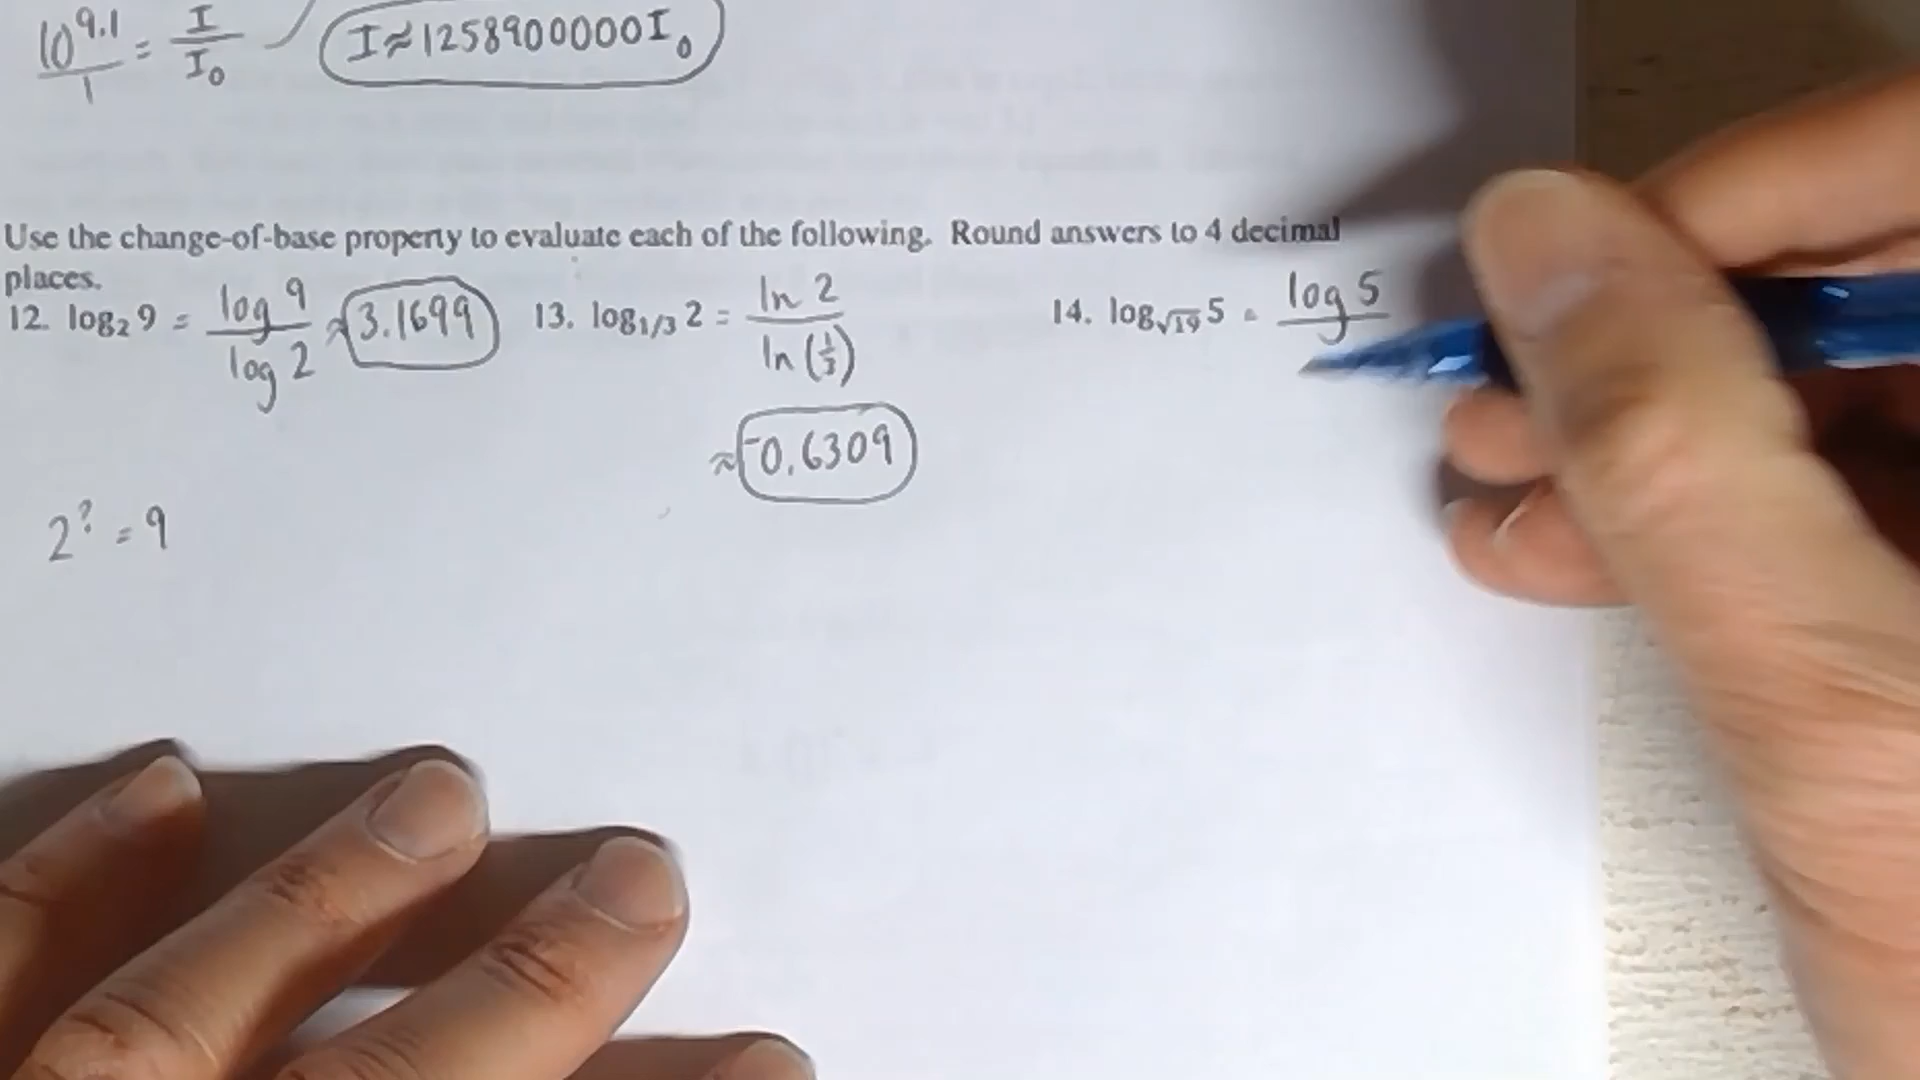 10^9.1/1 = I/I₀ I≈1258900000I₀
Use the change-of-base property to evaluate each of the following. Round answers to 4 decimal
places.
12. log₂ 9 = log 9/log 2 ≈ 3.1699 13. log₁/₃ 2 = ln 2/ln (1/3) 14. log√19 5 = log 5
≈ -0.6309
2^? = 9